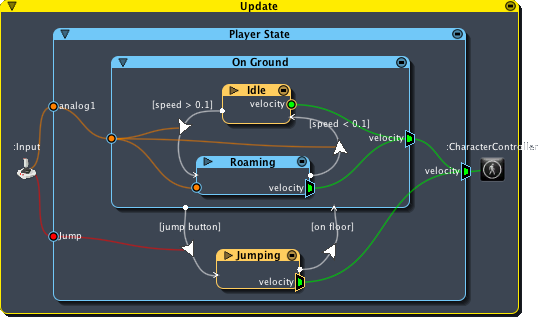 Update
Player State
On Ground
Idle
[speed > 0.1]
velocity
analog1
[speed < 0.1]
velocity
:Input
:CharacterController
Roaming
velocity
velocity
[jump button]
[on floor]
Jump
Jumping
velocity